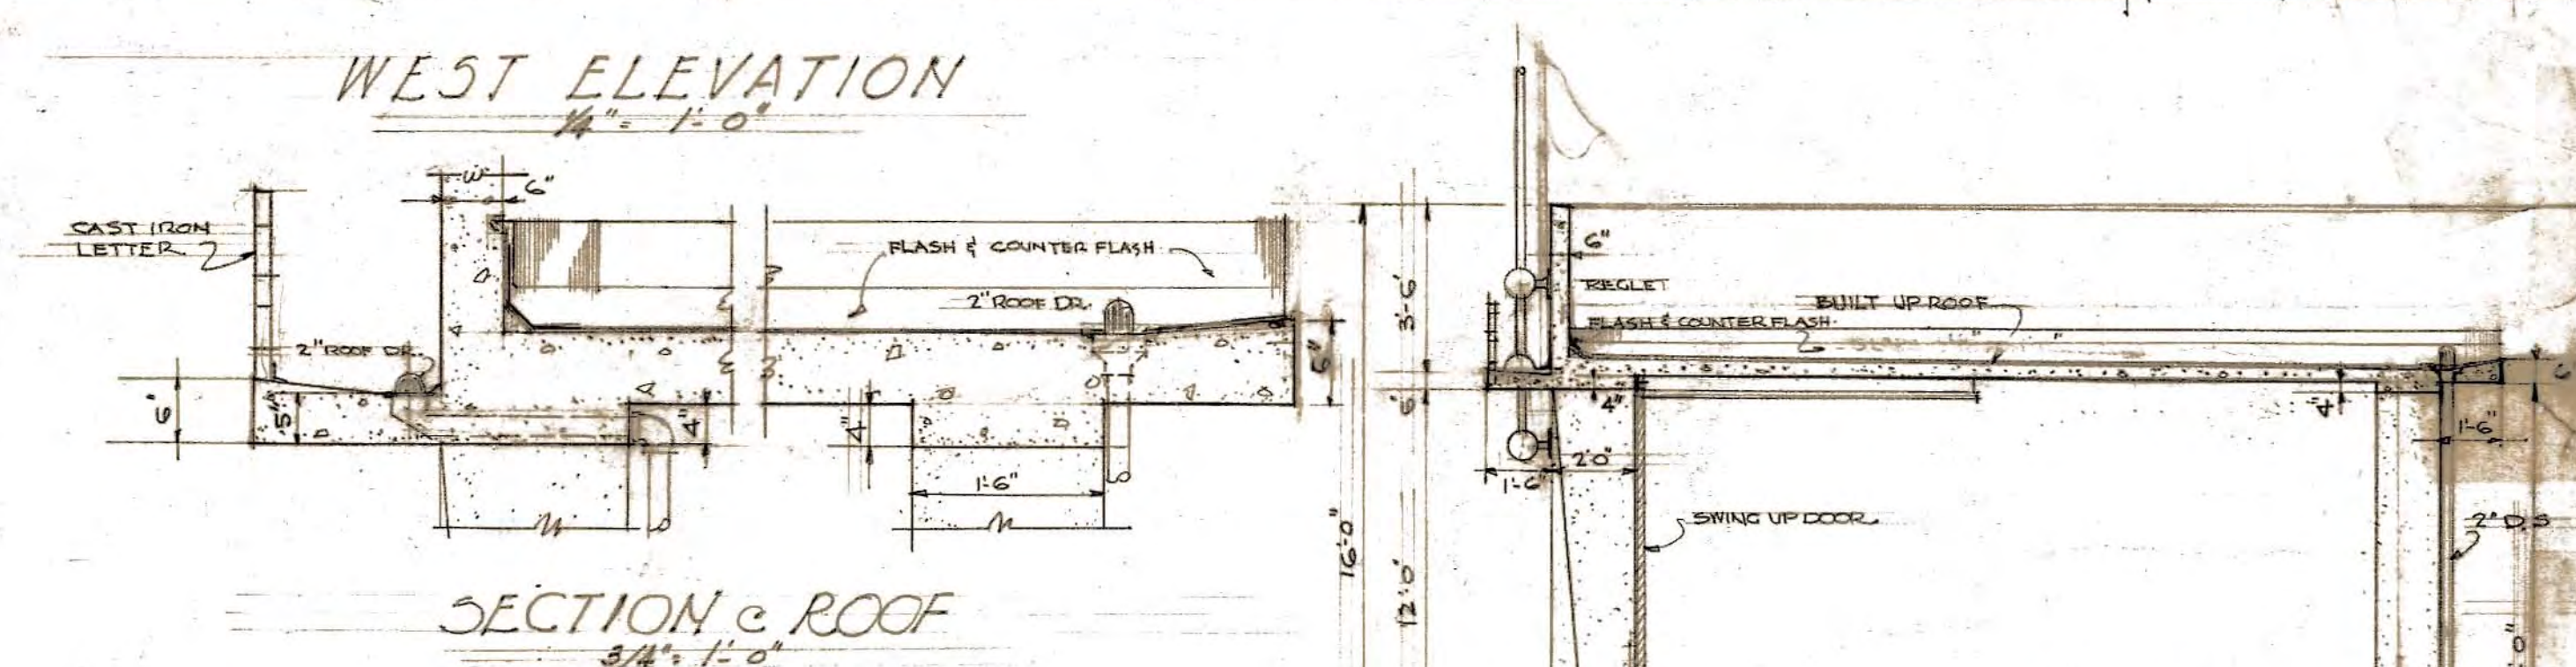 WEST ELEVATION
1/4" = 1'-0"
6"
CAST IRON
LETTER
FLASH & COUNTER FLASH
2" ROOF DR.
2" ROOF DR.
6"
5"
4"
4"
6"
1'-6"
SECTION @ ROOF
3/4" = 1'-0"
3'-6"
6"
16'-0"
12'-0"
6"
REGLET
BUILT UP ROOF
FLASH & COUNTER FLASH
4"
4"
1'-6"
2'0"
1'-6"
SWING UP DOOR
2" D.S